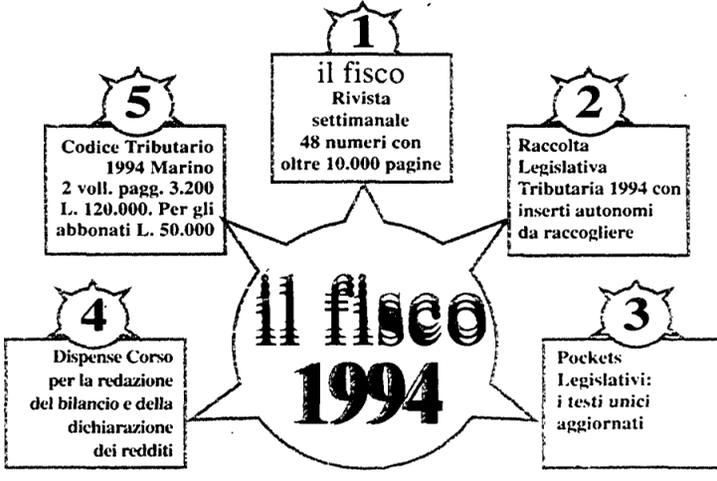 1
il fisco
Rivista
settimanale
48 numeri con
oltre 10.000 pagine
2
Raccolta
Legislativa
Tributaria 1994 con
inserti autonomi
da raccogliere
3
Pockets
Legislativi:
i testi unici
aggiornati
4
Dispense Corso
per la redazione
del bilancio e della
dichiarazione
dei redditi
5
Codice Tributario
1994 Marino
2 voll. pagg. 3.200
L. 120.000. Per gli
abbonati L. 50.000
il fisco
1994